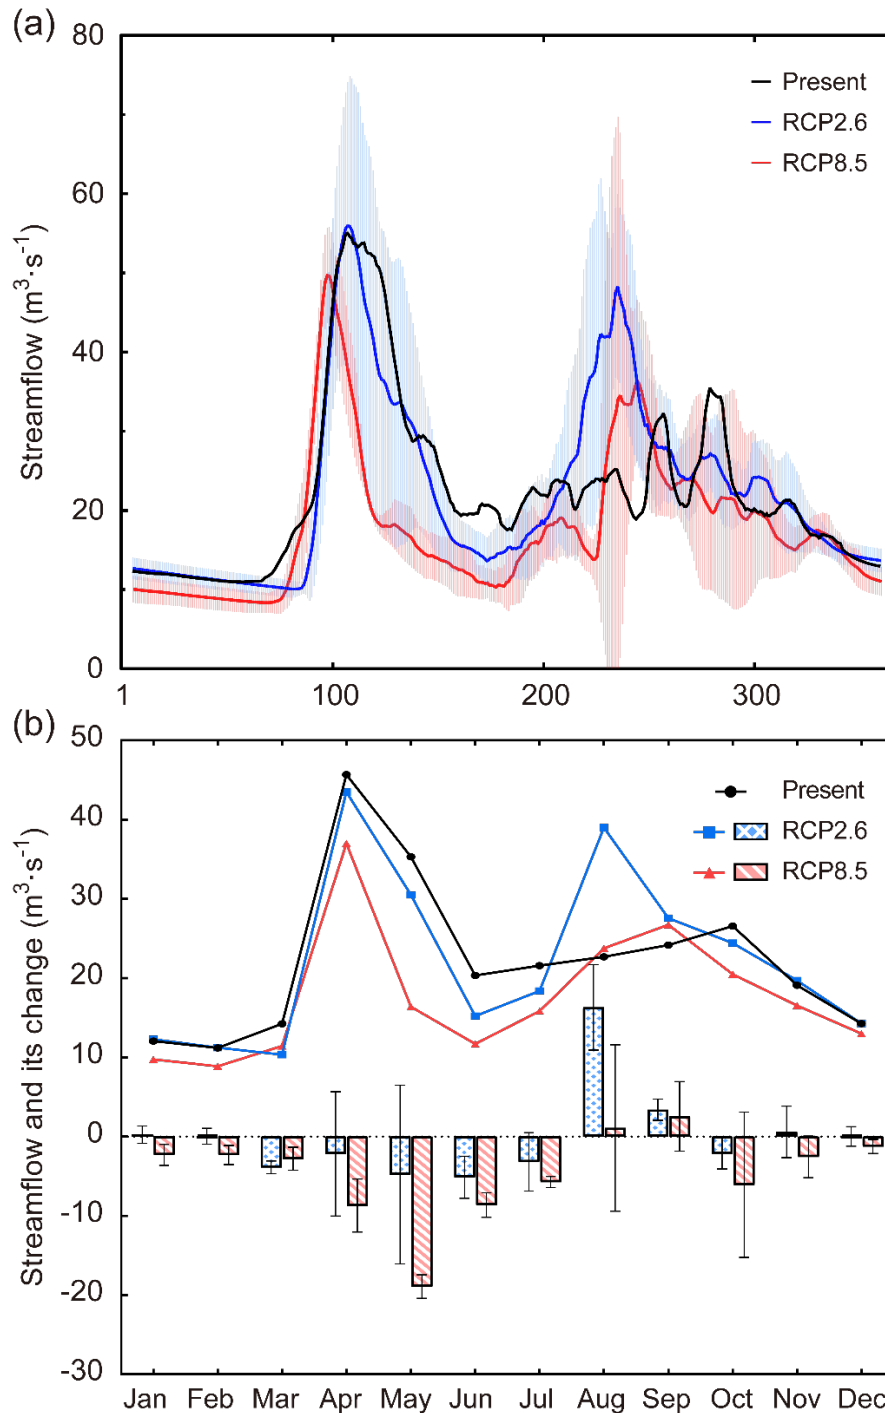 (a)
80
60
40
20
0
Streamflow (m³·s⁻¹)
Present
RCP2.6
RCP8.5
1 100 200 300
(b)
50
40
30
20
10
0
-10
-20
-30
Streamflow and its change (m³·s⁻¹)
Present
RCP2.6
RCP8.5
Jan Feb Mar Apr May Jun Jul Aug Sep Oct Nov Dec